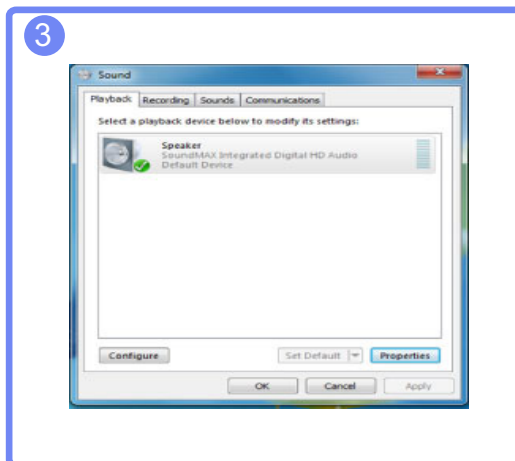 3
Sound
Playback Recording Sounds Communications
Select a playback device below to modify its settings:
Speaker
SoundMAX Integrated Digital HD Audio
Default Device
Configure Set Default Properties
OK Cancel Apply